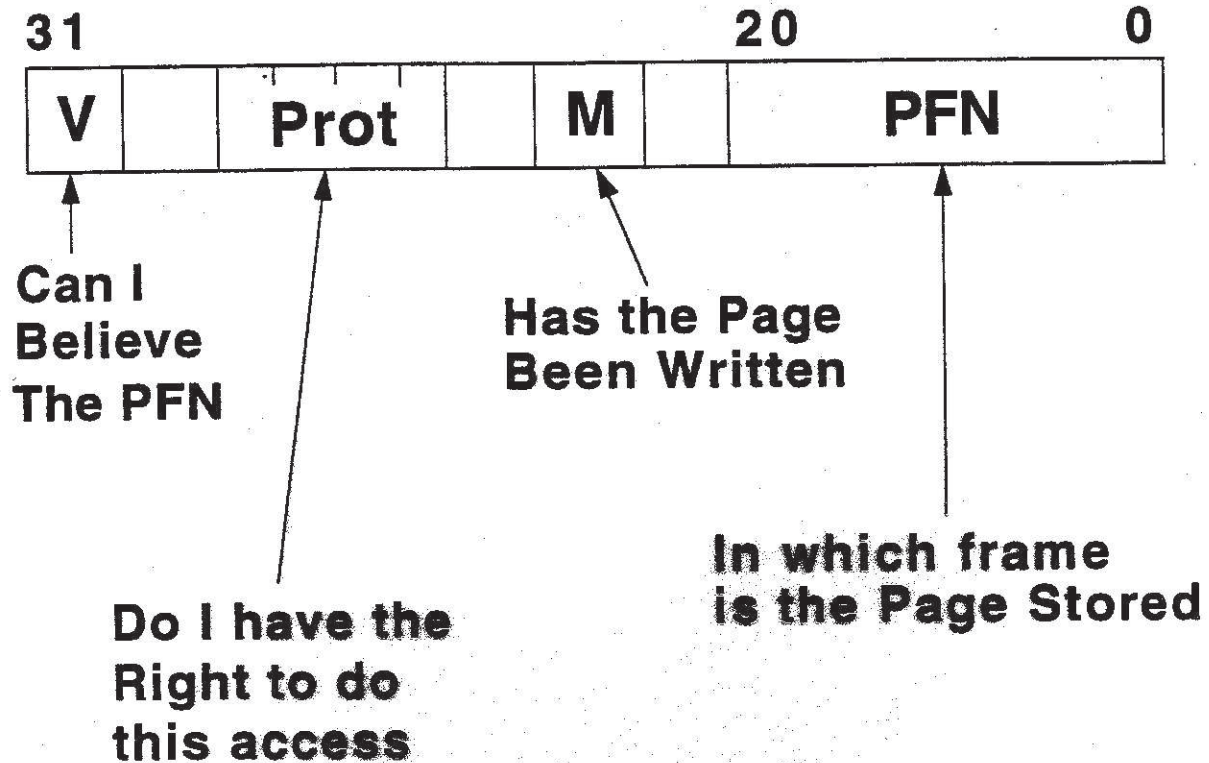 31 20 0
V Prot M PFN
Can I
Believe
The PFN
Has the Page
Been Written
In which frame
is the Page Stored
Do I have the
Right to do
this access